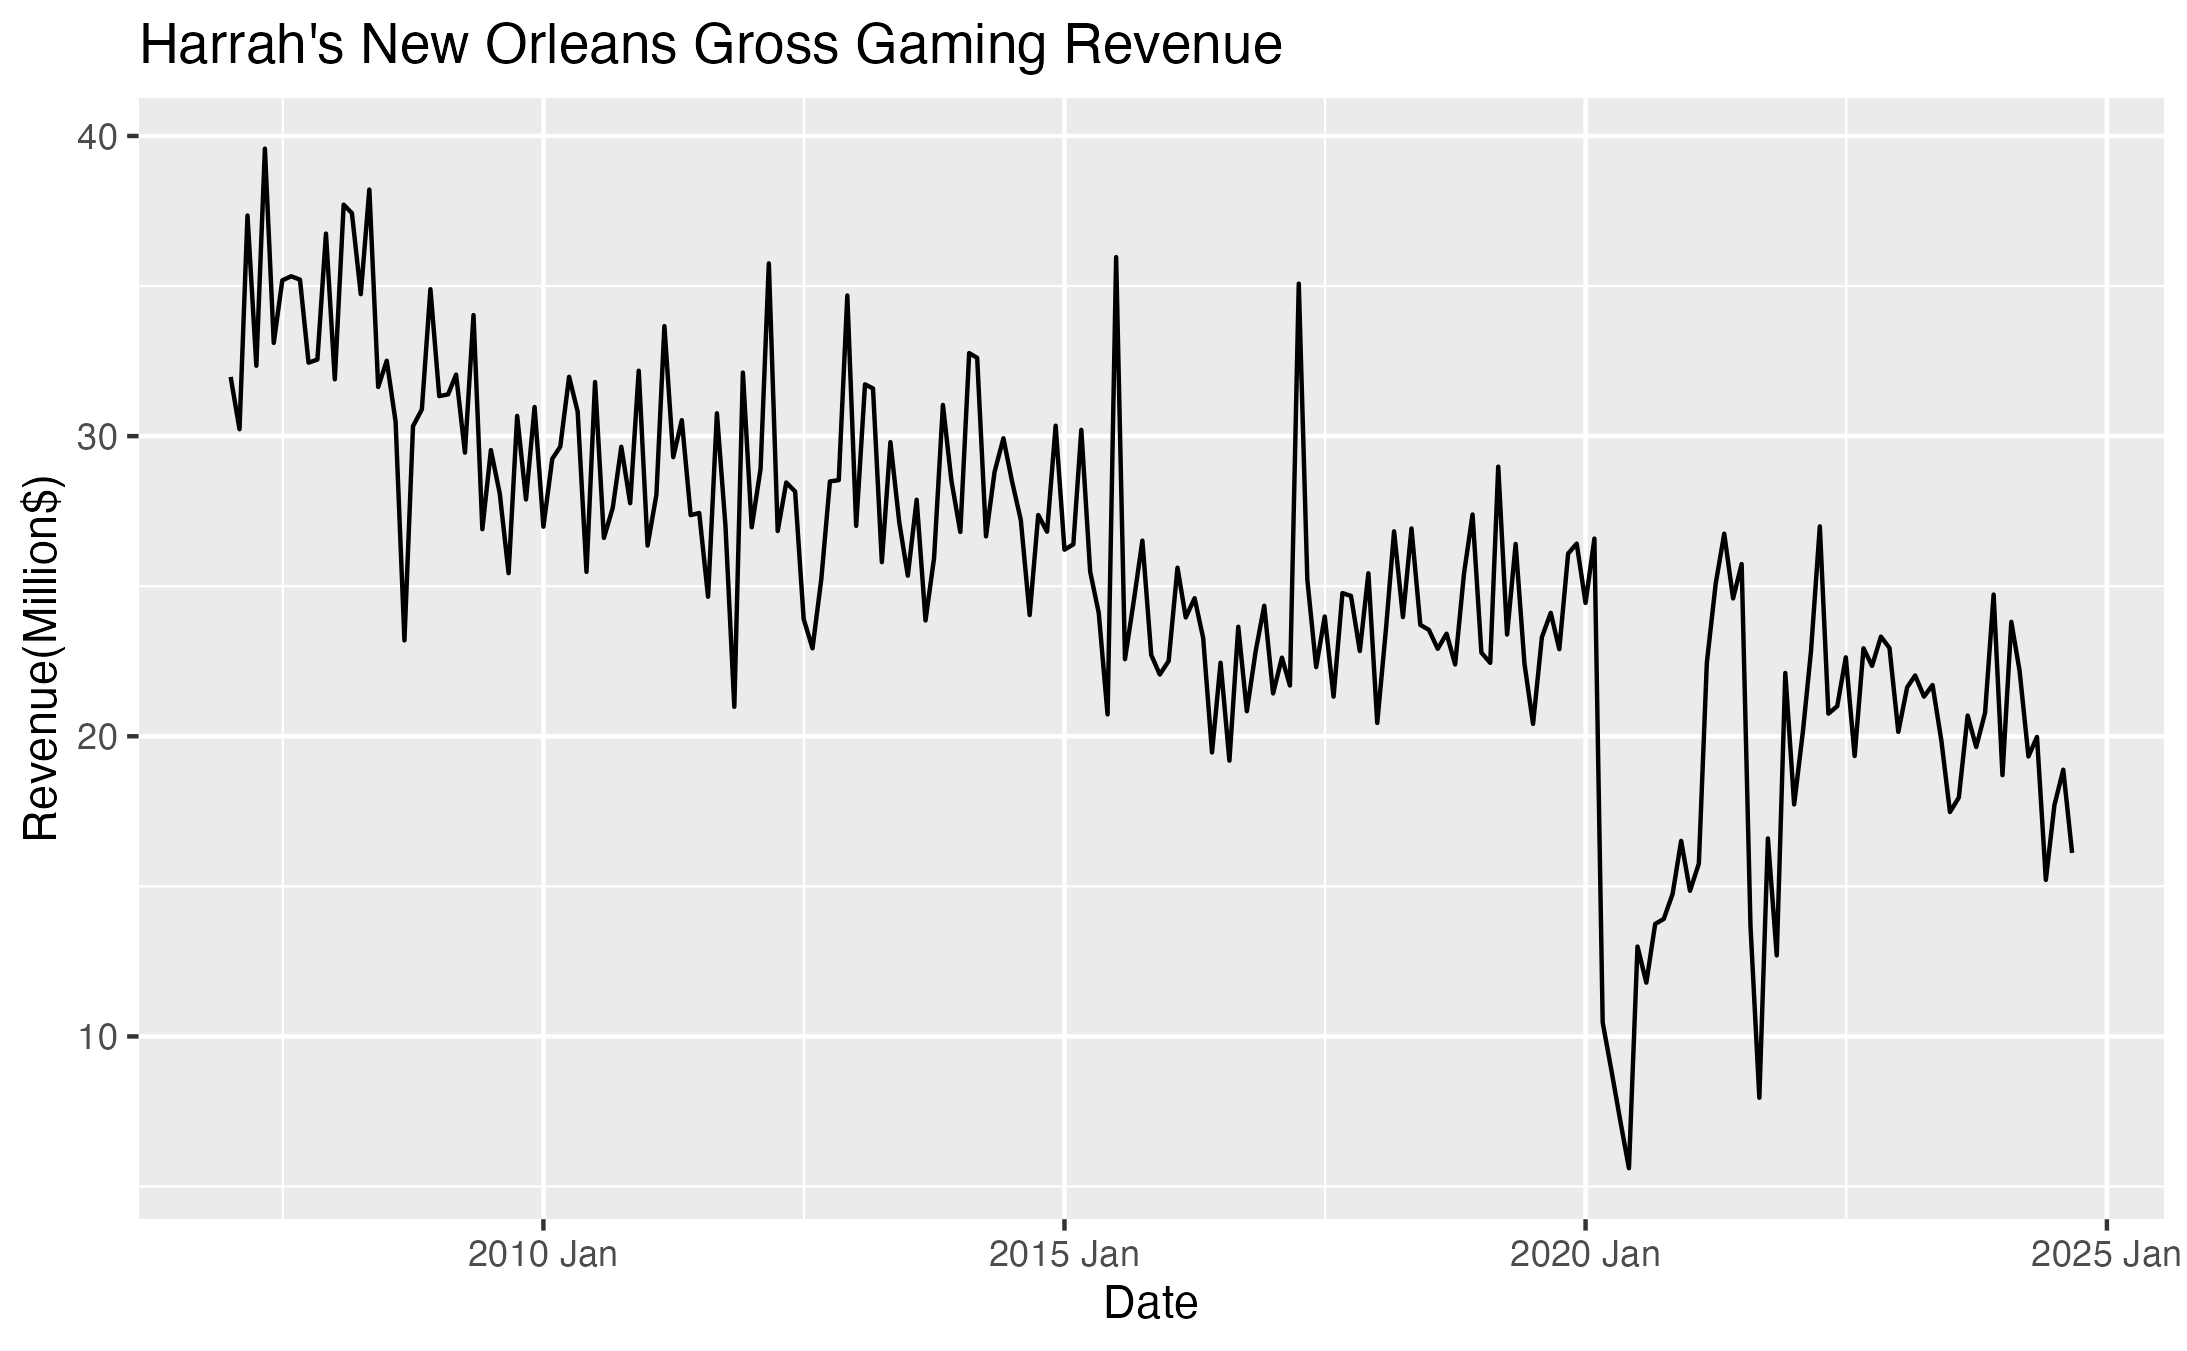 Harrah's New Orleans Gross Gaming Revenue
Revenue(Million$)
40
30
20
10
2010 Jan
2015 Jan
2020 Jan
2025 Jan
Date